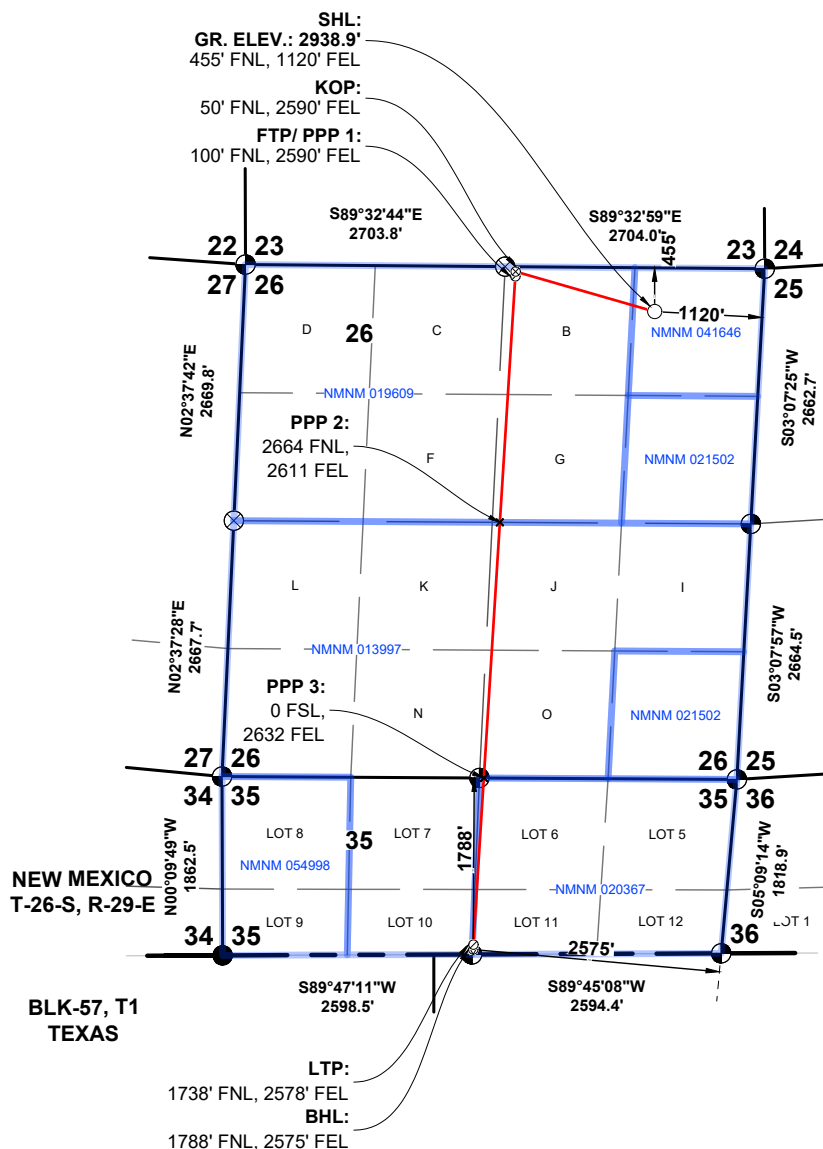 SHL:
GR. ELEV.: 2938.9'
455' FNL, 1120' FEL
KOP:
50' FNL, 2590' FEL
FTP/ PPP 1:
100' FNL, 2590' FEL
S89°32'44"E
2703.8'
S89°32'59"E
2704.0'
455'
22 23
23 24
27 26
25
1120'
D
26
C
B
NMNM 041646
N02°37'42"E
2669.8'
S03°07'25"W
2662.7'
NMNM 019609
PPP 2:
2664 FNL,
2611 FEL
F
G
NMNM 021502
L
K
J
I
N02°37'28"E
2667.7'
S03°07'57"W
2664.5'
NMNM 013997
PPP 3:
0 FSL,
2632 FEL
N
O
NMNM 021502
27 26
26 25
34 35
35 36
LOT 8
35
LOT 7
1788'
LOT 6
LOT 5
N00°09'49"W
1862.5'
S05°09'14"W
1818.9'
NMNM 054998
NMNM 020367
NEW MEXICO
T-26-S, R-29-E
LOT 9
LOT 10
LOT 11
LOT 12
LOT 1
34 35
36
2575'
S89°47'11"W
2598.5'
S89°45'08"W
2594.4'
BLK-57, T1
TEXAS
LTP:
1738' FNL, 2578' FEL
BHL:
1788' FNL, 2575' FEL